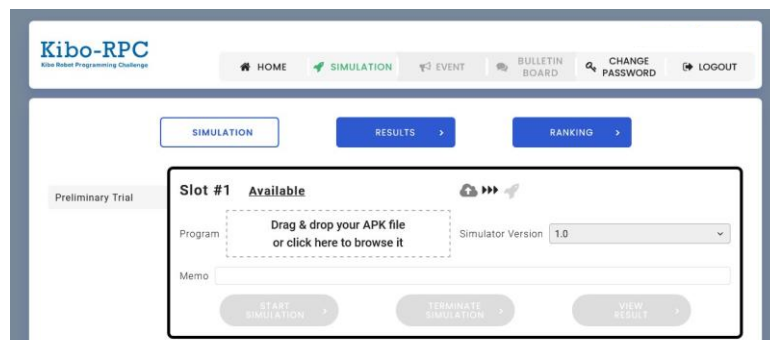 Kibo-RPC
Kibo Robot Programming Challenge
HOME
SIMULATION
EVENT
BULLETIN
BOARD
CHANGE
PASSWORD
LOGOUT
SIMULATION
RESULTS
RANKING
Preliminary Trial
Slot #1 Available
Program
Drag & drop your APK file
or click here to browse it
Simulator Version 1.0
Memo
START
SIMULATION
TERMINATE
SIMULATION
VIEW
RESULT